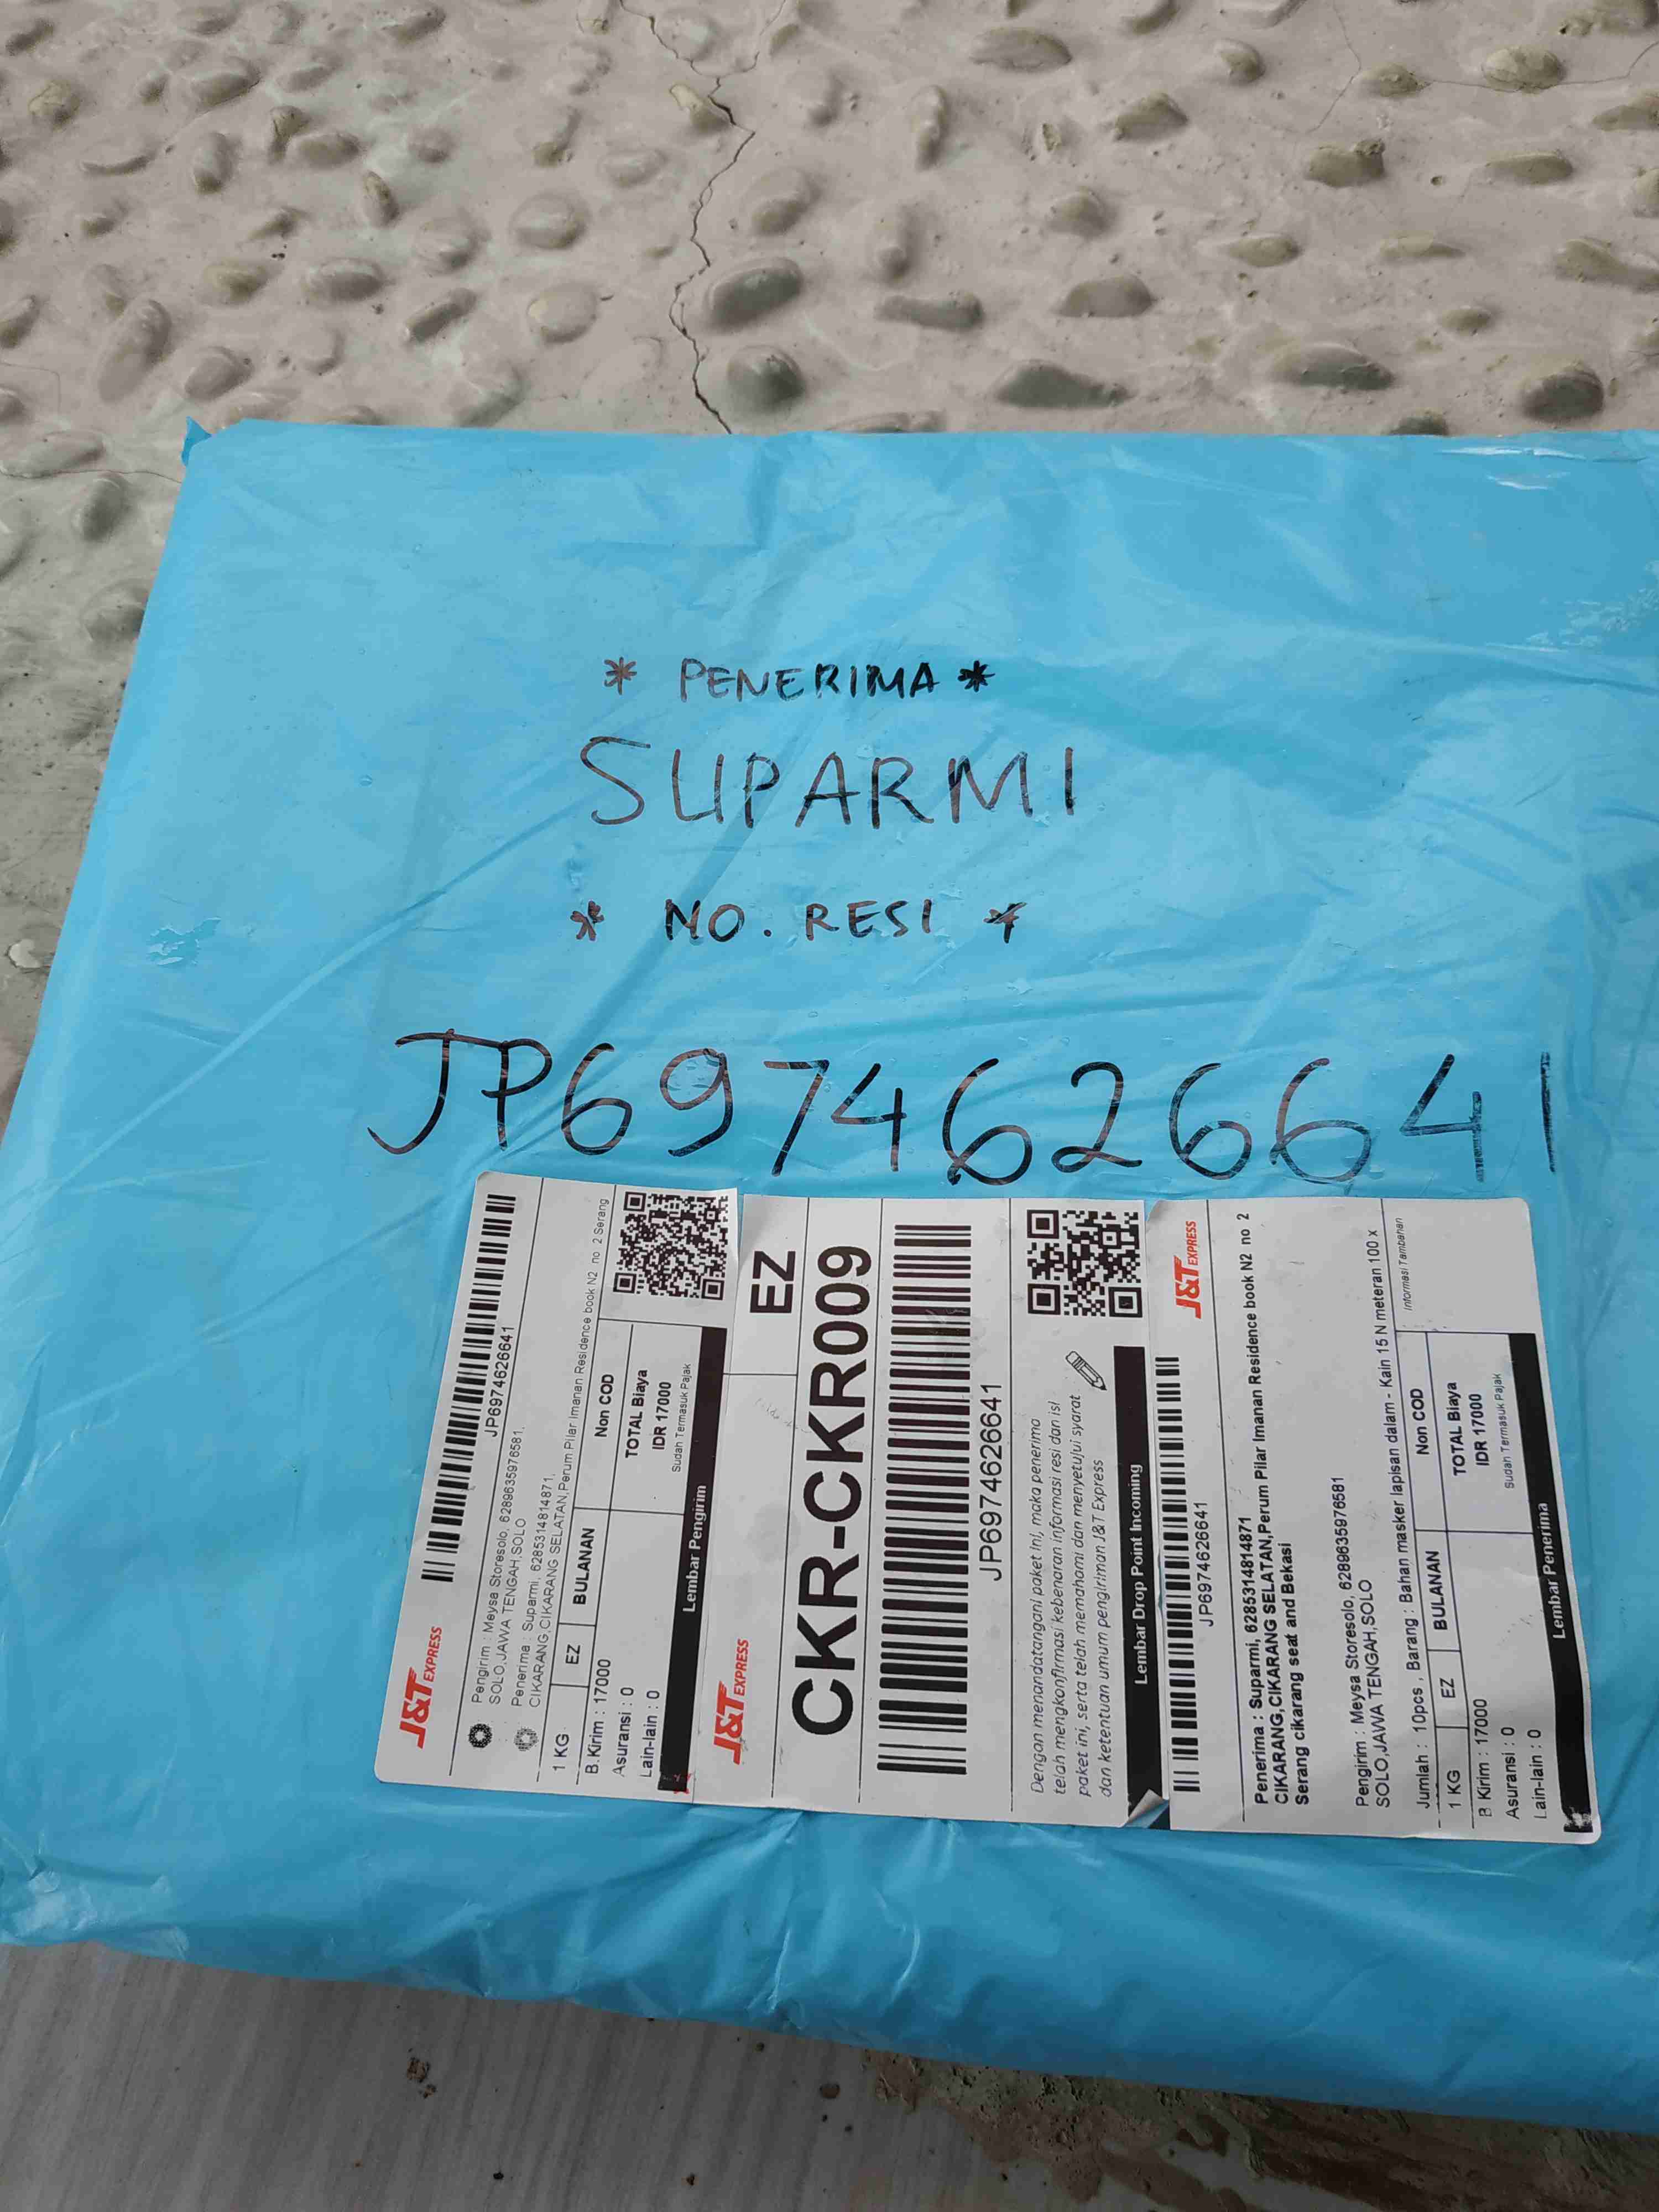 * PENERIMA *
SUPARMI
* NO. RESI *
JP6974626641
J&T EXPRESS
JP6974626641
Pengirim : Meysa Storesolo, 6289635976581,
SOLO,JAWA TENGAH,SOLO
Penerima : Suparmi, 6285314814871,
CIKARANG,CIKARANG SELATAN,Perum Pilar Imanan Residence book N2 no 2 Serang
1 KG EZ BULANAN Non COD
B. Kirim : 17000
Asuransi : 0
Lain-lain : 0
TOTAL Biaya
IDR 17000
Sudah Termasuk Pajak
Lembar Pengirim
J&T EXPRESS EZ
CKR-CKR009
JP6974626641
Dengan menandatangani paket ini, maka penerima
telah mengkonfirmasi kebenaran informasi resi dan isi
paket ini, serta telah memahami dan menyetujui syarat
dan ketentuan umum pengiriman J&T Express
Lembar Drop Point Incoming
J&T EXPRESS
JP6974626641
Penerima : Suparmi, 6285314814871
CIKARANG,CIKARANG SELATAN,Perum Pilar Imanan Residence book N2 no 2
Serang cikarang seat and Bekasi
Pengirim : Meysa Storesolo, 6289635976581
SOLO,JAWA TENGAH,SOLO
Jumlah : 10pcs , Barang : Bahan masker lapisan dalam - Kain 15 N meteran 100 x
1 KG EZ BULANAN Non COD
Informasi Tambahan
B Kirim : 17000
Asuransi : 0
Lain-lain : 0
TOTAL Biaya
IDR 17000
Sudah Termasuk Pajak
Lembar Penerima